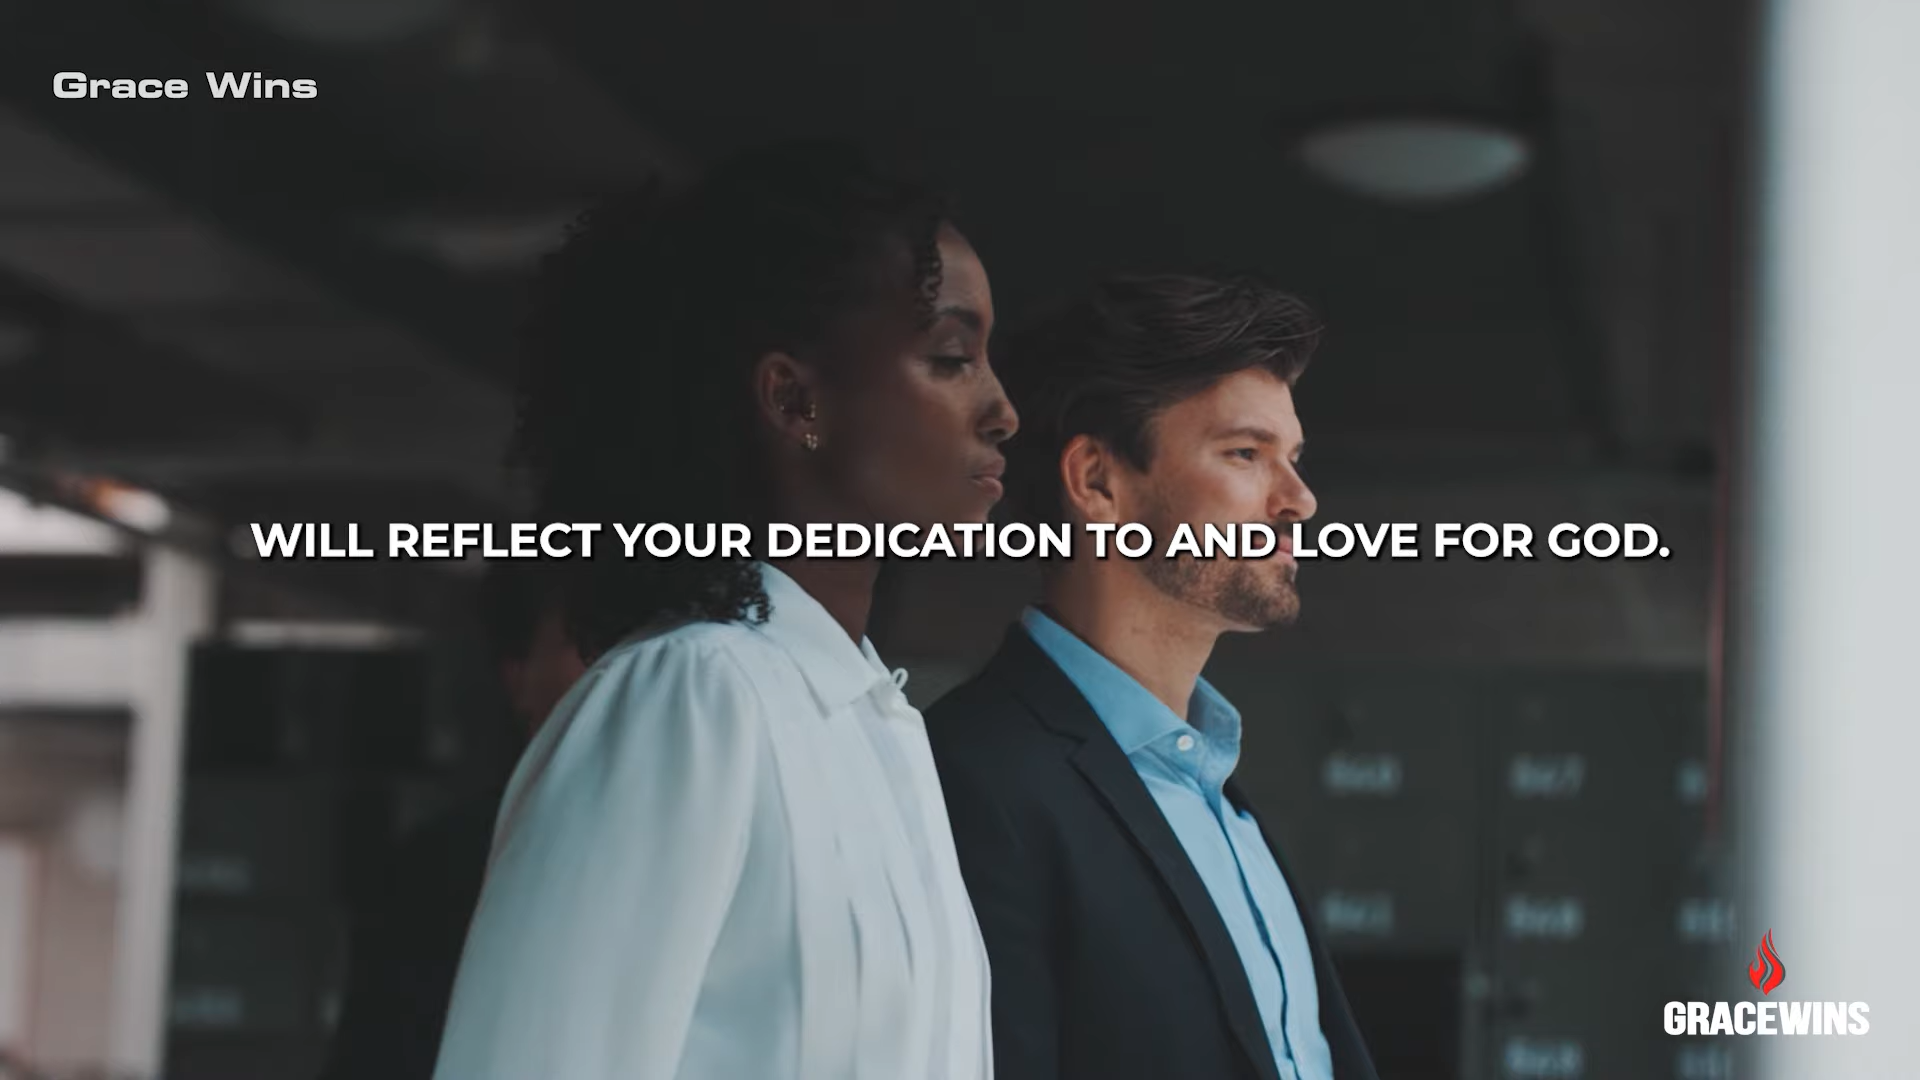 Grace Wins
WILL REFLECT YOUR DEDICATION TO AND LOVE FOR GOD.
GRACEWINS